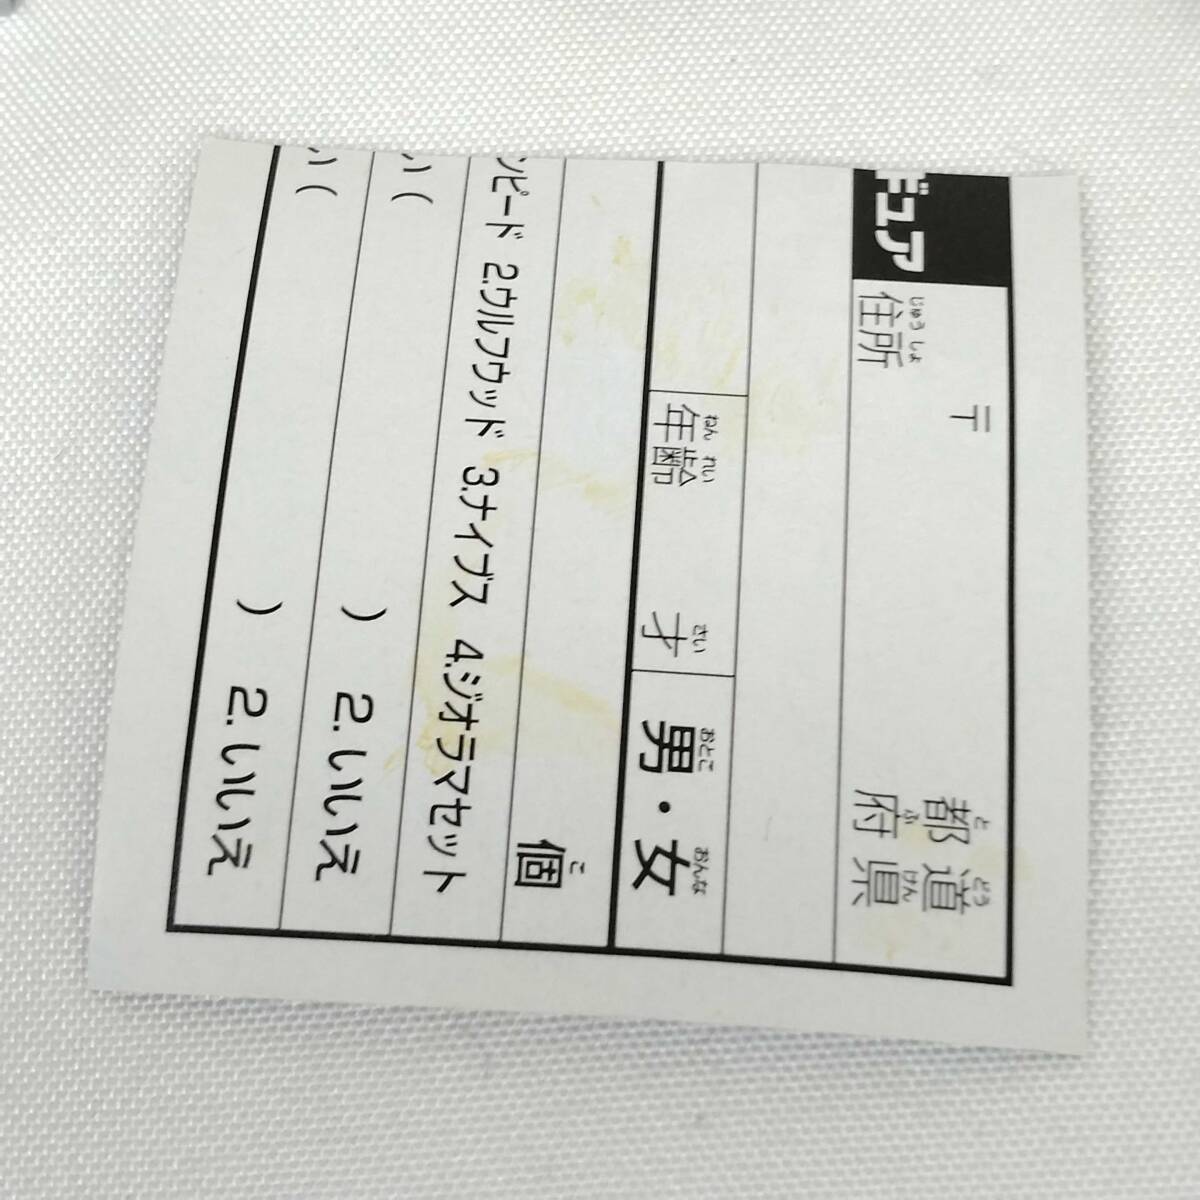 ギュア
じゅうしょ
住所
〒
都道
とどう
府県
ふけん
ねんれい
年齢
さい
才
おとこ おんな
男・女
こ
個
ンピード 2.ウルフウッド 3.ナイブス 4.ジオラマセット
い( ) 2.いいえ
い( ) 2.いいえ